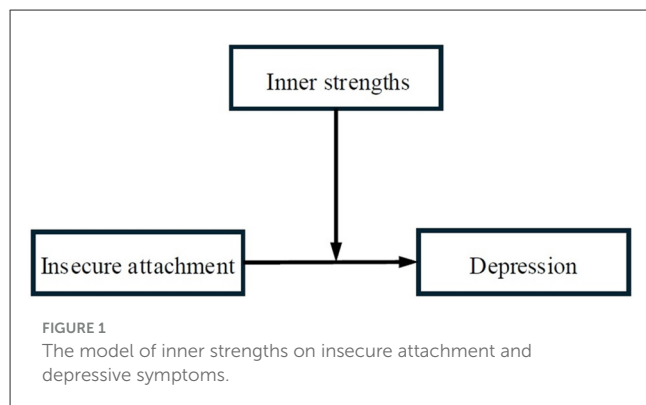 Inner strengths
Insecure attachment
Depression
FIGURE 1
The model of inner strengths on insecure attachment and
depressive symptoms.